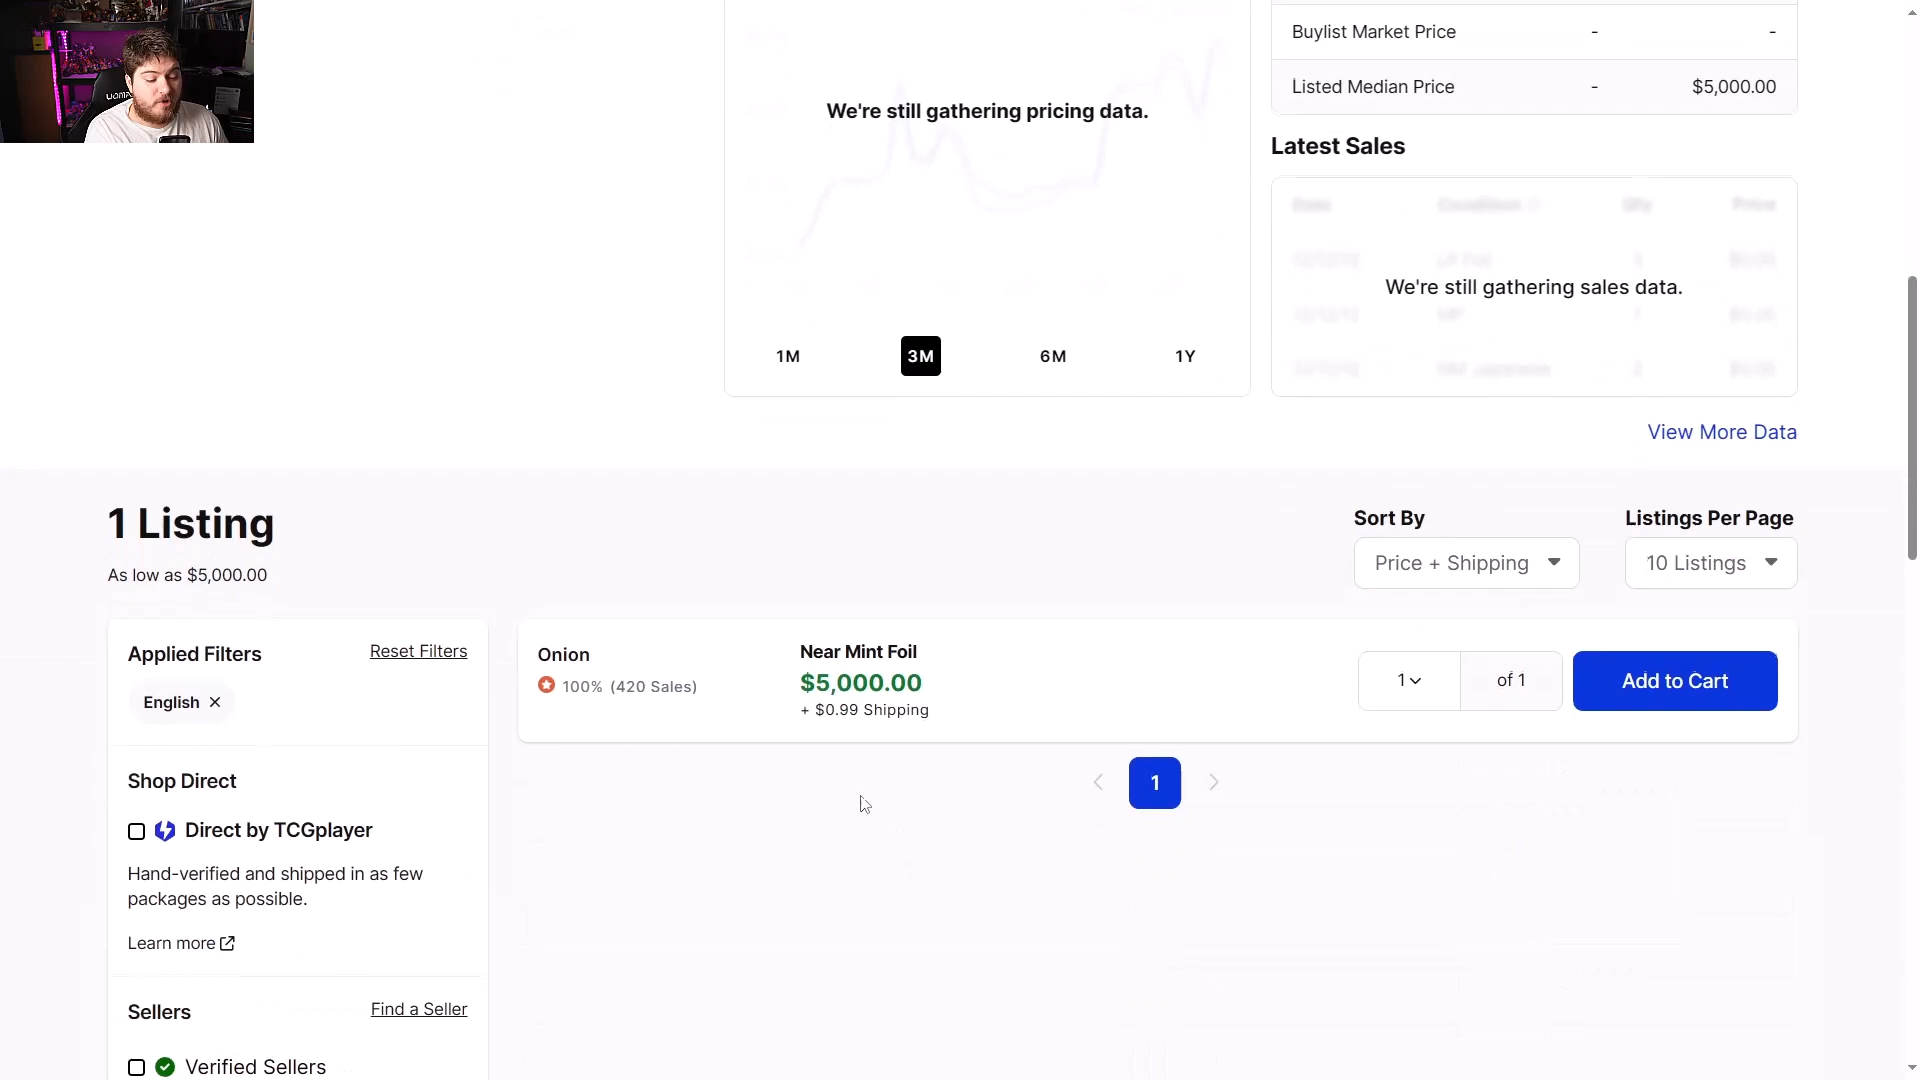 Buylist Market Price - -
Listed Median Price - $5,000.00
We're still gathering pricing data.
Latest Sales
Date Condition Qty Price
We're still gathering sales data.
1M 3M 6M 1Y
View More Data
1 Listing
As low as $5,000.00
Sort By
Price + Shipping
Listings Per Page
10 Listings
Applied Filters
Reset Filters
English
Onion
100% (420 Sales)
Near Mint Foil
$5,000.00
+ $0.99 Shipping
1
of 1
Add to Cart
1
Shop Direct
Direct by TCGplayer
Hand-verified and shipped in as few
packages as possible.
Learn more
Sellers
Find a Seller
Verified Sellers